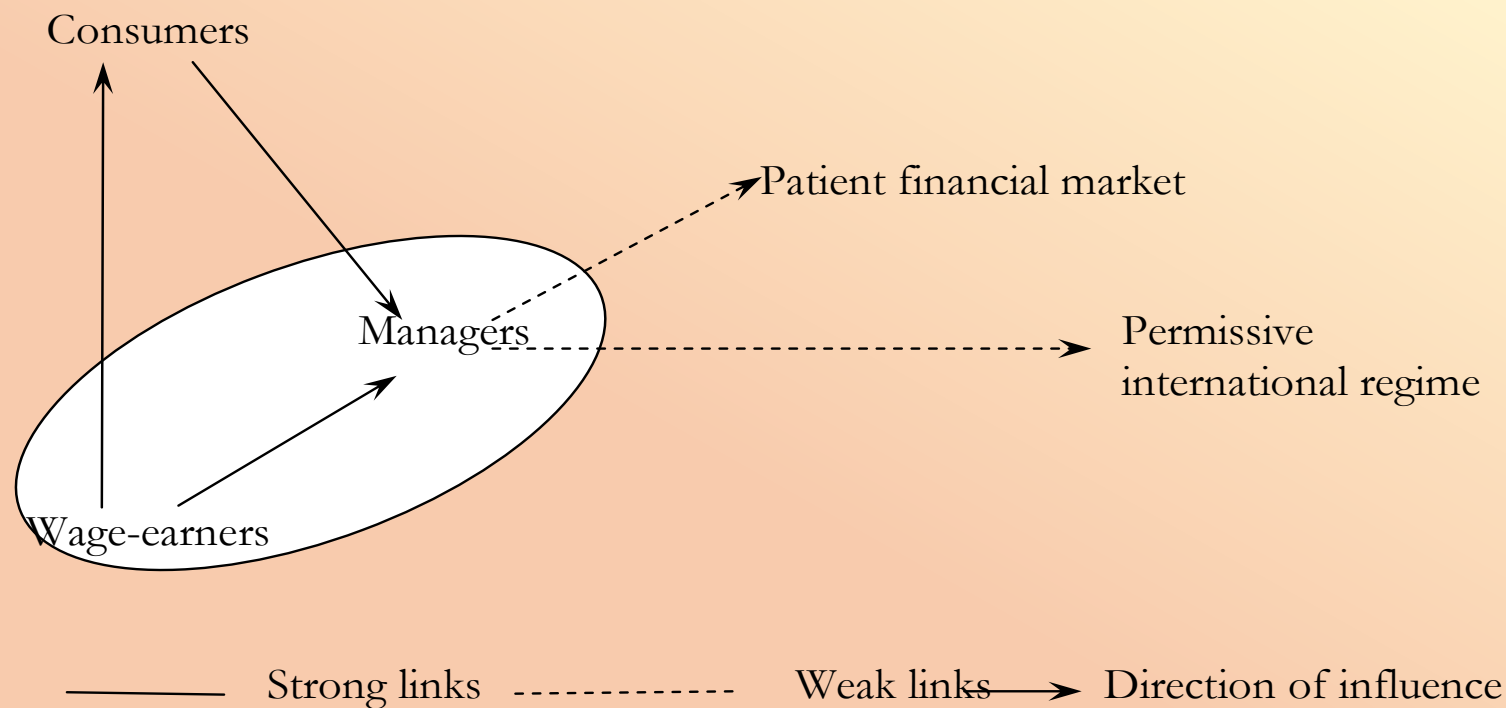 Consumers
Patient financial market
Managers
Permissive
international regime
Wage-earners
Strong links
Weak links
Direction of influence